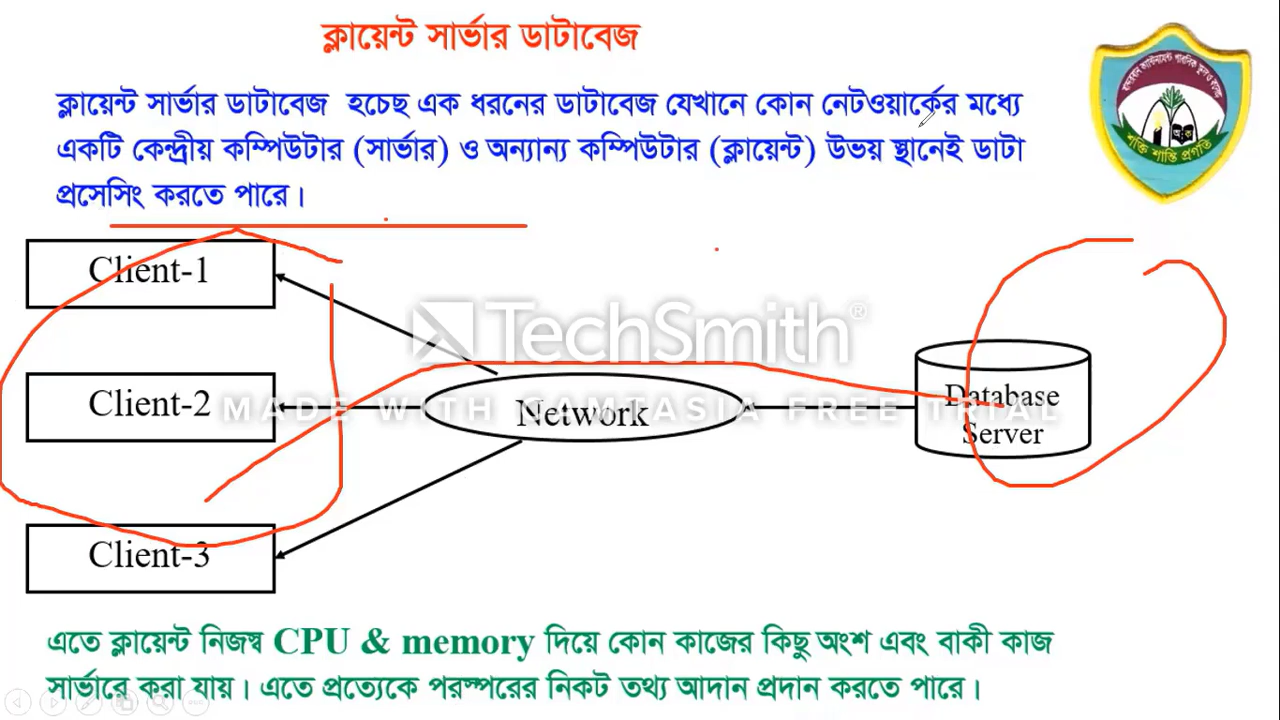 ক্লায়েন্ট সার্ভার ডাটাবেজ
ক্লায়েন্ট সার্ভার ডাটাবেজ হচেছ এক ধরনের ডাটাবেজ যেখানে কোন নেটওয়ার্কের মধ্যে
একটি কেন্দ্রীয় কম্পিউটার (সার্ভার) ও অন্যান্য কম্পিউটার (ক্লায়েন্ট) উভয় স্থানেই ডাটা
প্রসেসিং করতে পারে।
শক্তি শান্তি প্রগতি
Client-1
TechSmith®
Client-2
MADE WITH CAMTASIA FREE TRIAL
Network
Database
Server
Client-3
এতে ক্লায়েন্ট নিজস্ব CPU & memory দিয়ে কোন কাজের কিছু অংশ এবং বাকী কাজ
সার্ভারে করা যায়। এতে প্রত্যেকে পরস্পরের নিকট তথ্য আদান প্রদান করতে পারে।